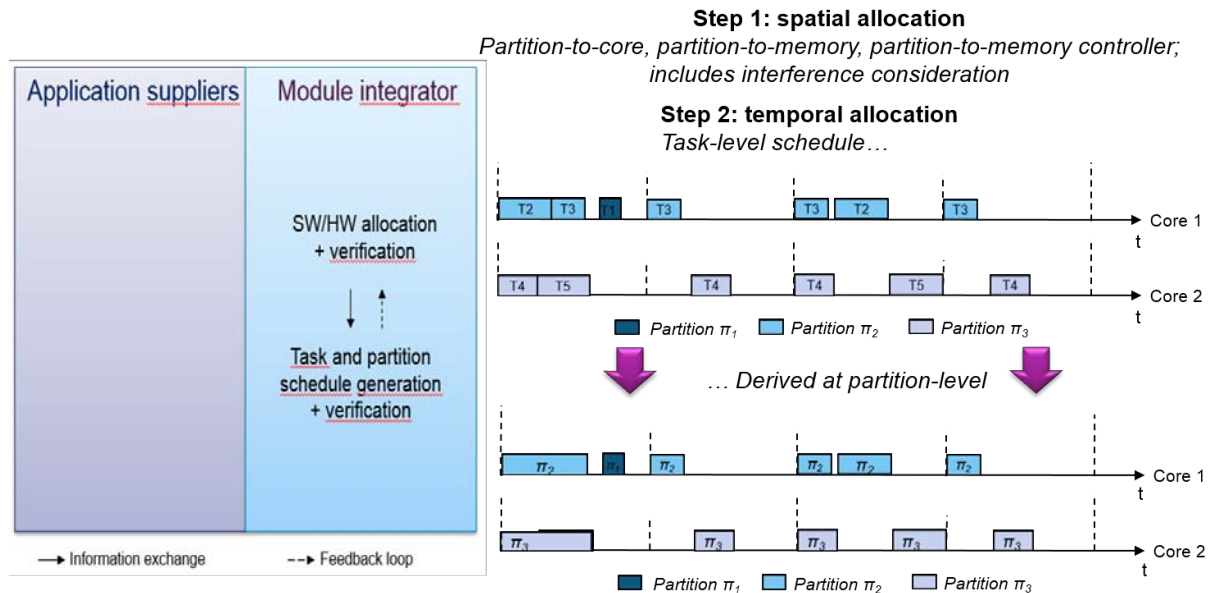 Step 1: spatial allocation
Partition-to-core, partition-to-memory, partition-to-memory controller;
includes interference consideration
Application suppliers
Module integrator
SW/HW allocation
+ verification
Task and partition
schedule generation
+ verification
Information exchange
Feedback loop
Step 2: temporal allocation
Task-level schedule…
T2 T3 T1 T3 T3 T2 T3 Core 1
t
T4 T5 T4 T4 T5 T4 Core 2
t
Partition π1 Partition π2 Partition π3
… Derived at partition-level
π2 π1 π2 π2 π2 π2 Core 1
t
π3 π3 π3 π3 π3 Core 2
t
Partition π1 Partition π2 Partition π3